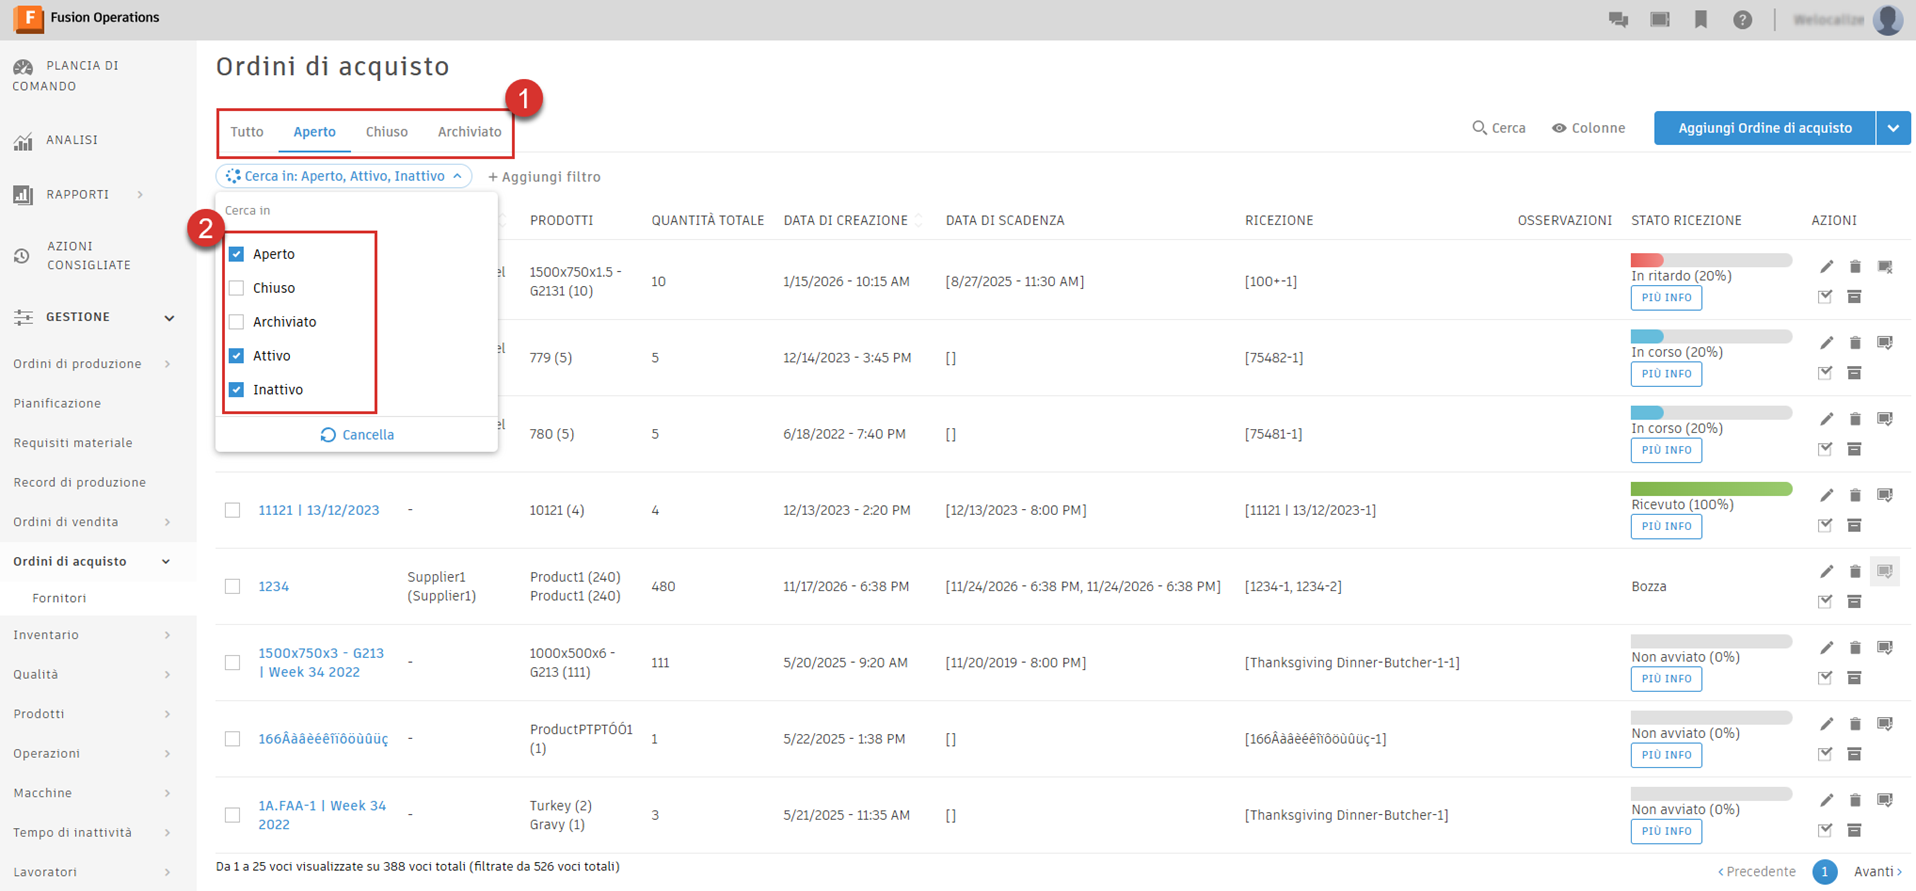 F Fusion Operations
PLANCIA DI
COMANDO
ANALISI
RAPPORTI
AZIONI
CONSIGLIATE
GESTIONE
Ordini di produzione
Pianificazione
Requisiti materiale
Record di produzione
Ordini di vendita
Ordini di acquisto
Fornitori
Inventario
Qualità
Prodotti
Operazioni
Macchine
Tempo di inattività
Lavoratori
Ordini di acquisto
1
Tutto Aperto Chiuso Archiviato
Cerca Colonne Aggiungi Ordine di acquisto
Cerca in: Aperto, Attivo, Inattivo + Aggiungi filtro
Cerca in
2
Aperto
Chiuso
Archiviato
Attivo
Inattivo
Cancella
PRODOTTI QUANTITÀ TOTALE DATA DI CREAZIONE DATA DI SCADENZA RICEZIONE OSSERVAZIONI STATO RICEZIONE AZIONI
el 1500x750x1.5 -
G2131 (10) 10 1/15/2026 - 10:15 AM [8/27/2025 - 11:30 AM] [100+-1] In ritardo (20%)
PIÙ INFO
el 779 (5) 5 12/14/2023 - 3:45 PM [] [75482-1] In corso (20%)
PIÙ INFO
el 780 (5) 5 6/18/2022 - 7:40 PM [] [75481-1] In corso (20%)
PIÙ INFO
11121 | 13/12/2023 - 10121 (4) 4 12/13/2023 - 2:20 PM [12/13/2023 - 8:00 PM] [11121 | 13/12/2023-1] Ricevuto (100%)
PIÙ INFO
1234 Supplier1
(Supplier1) Product1 (240)
Product1 (240) 480 11/17/2026 - 6:38 PM [11/24/2026 - 6:38 PM, 11/24/2026 - 6:38 PM] [1234-1, 1234-2] Bozza
1500x750x3 - G213
| Week 34 2022 - 1000x500x6 -
G213 (111) 111 5/20/2025 - 9:20 AM [11/20/2019 - 8:00 PM] [Thanksgiving Dinner-Butcher-1-1] Non avviato (0%)
PIÙ INFO
166Âàâèéêîïôöùûüç - ProductPTPTÓÓ1
(1) 1 5/22/2025 - 1:38 PM [] [166Âàâèéêîïôöùûüç-1] Non avviato (0%)
PIÙ INFO
1A.FAA-1 | Week 34
2022 - Turkey (2)
Gravy (1) 3 5/21/2025 - 11:35 AM [] [Thanksgiving Dinner-Butcher-1] Non avviato (0%)
PIÙ INFO
Da 1 a 25 voci visualizzate su 388 voci totali (filtrate da 526 voci totali)
Precedente 1 Avanti